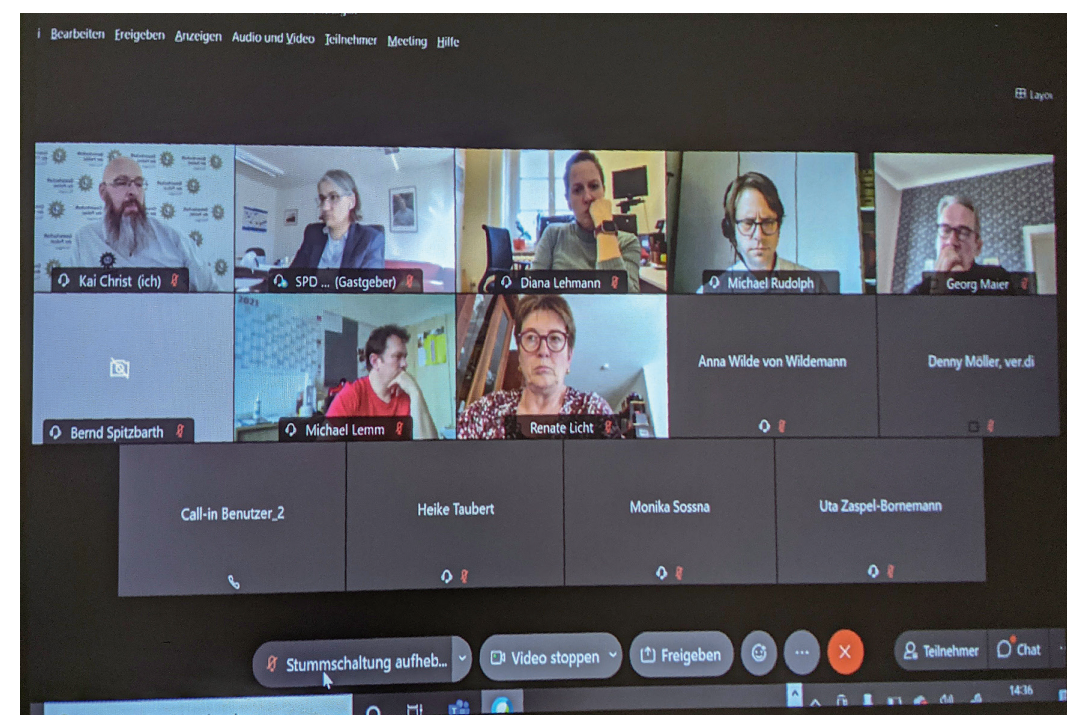 Bearbeiten Freigeben Anzeigen Audio und Video Teilnehmer Meeting Hilfe
Kai Christ (ich)
SPD ... (Gastgeber)
Diana Lehmann
Michael Rudolph
Georg Maier
2021
Bernd Spitzbarth
Michael Lemm
Renate Licht
Anna Wilde von Wildemann
Denny Möller, ver.di
Call-in Benutzer_2
Heike Taubert
Monika Sossna
Uta Zaspel-Bornemann
Stummschaltung aufheb...
Video stoppen
Freigeben
Teilnehmer
Chat
14:36